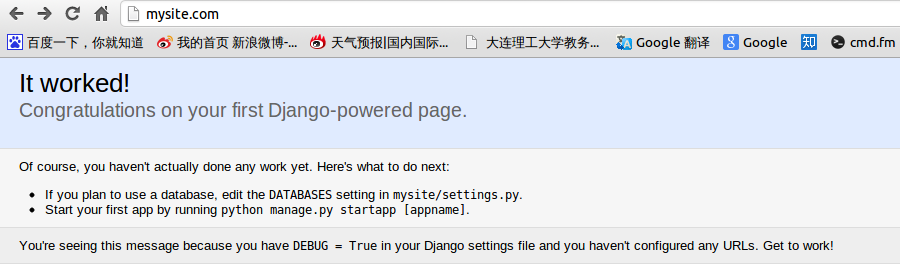 mysite.com
百度一下，你就知道 我的首页 新浪微博-... 天气预报|国内国际... 大连理工大学教务... Google 翻译 Google 知 cmd.fm
It worked!
Congratulations on your first Django-powered page.
Of course, you haven't actually done any work yet. Here's what to do next:
• If you plan to use a database, edit the DATABASES setting in mysite/settings.py.
• Start your first app by running python manage.py startapp [appname].
You're seeing this message because you have DEBUG = True in your Django settings file and you haven't configured any URLs. Get to work!